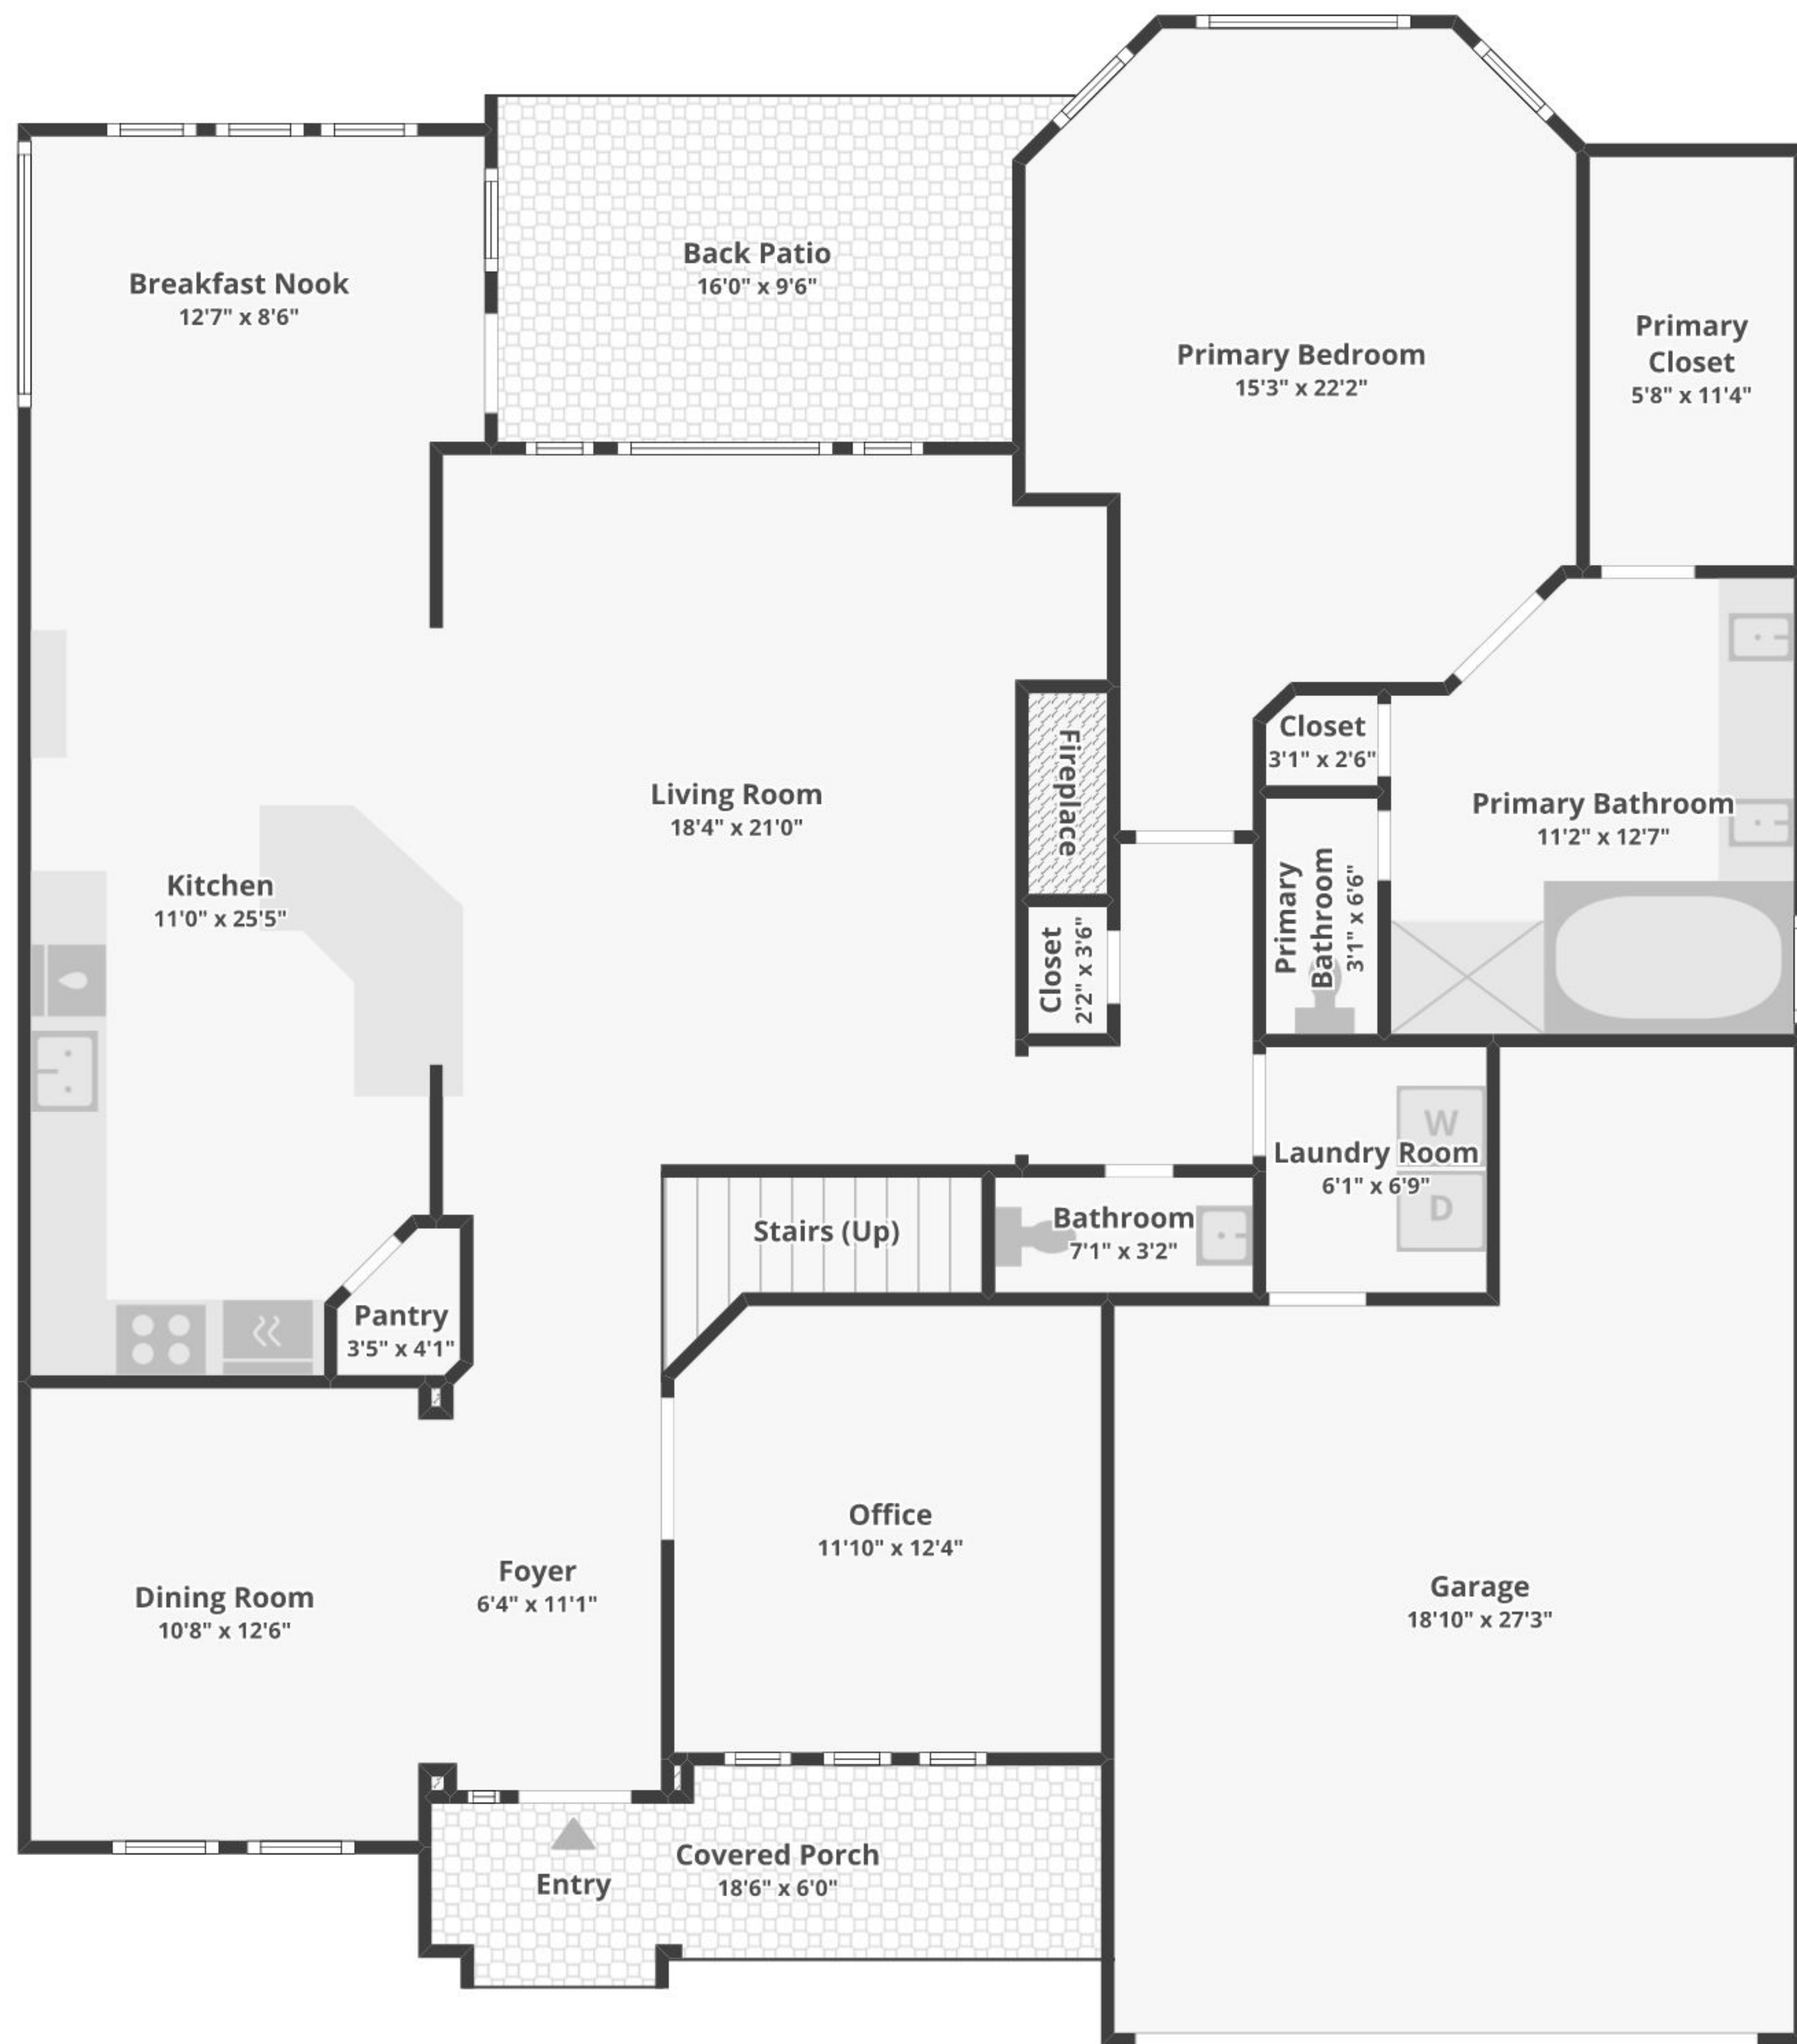 Breakfast Nook
12'7" x 8'6"
Back Patio
16'0" x 9'6"
Primary Bedroom
15'3" x 22'2"
Primary
Closet
5'8" x 11'4"
Closet
3'1" x 2'6"
Fireplace
Living Room
18'4" x 21'0"
Primary Bathroom
11'2" x 12'7"
Kitchen
11'0" x 25'5"
Primary
Bathroom
3'1" x 6'6"
Closet
2'2" x 3'6"
W
Laundry Room
6'1" x 6'9"
D
Stairs (Up)
Bathroom
7'1" x 3'2"
Pantry
3'5" x 4'1"
Office
11'10" x 12'4"
Foyer
6'4" x 11'1"
Dining Room
10'8" x 12'6"
Garage
18'10" x 27'3"
Covered Porch
18'6" x 6'0"
Entry